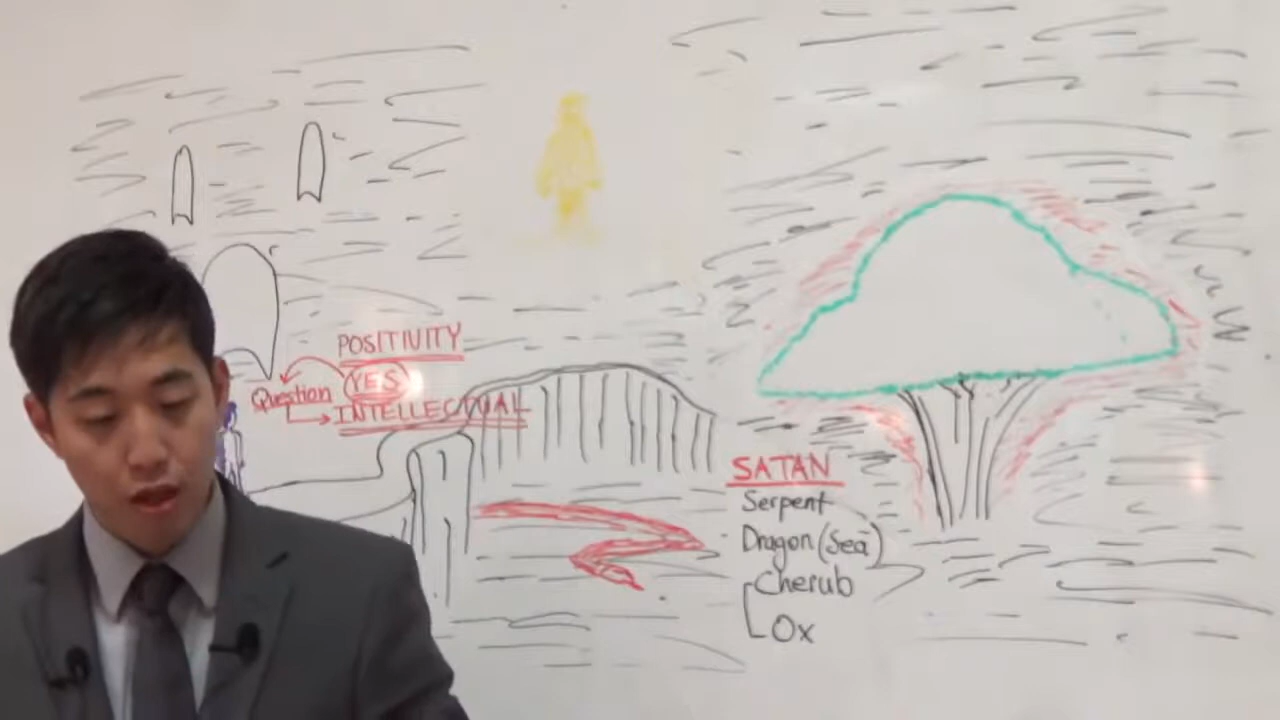 POSITIVITY
Question YES
INTELLECTUAL
SATAN
Serpent
Dragon (Sea)
Cherub
Ox